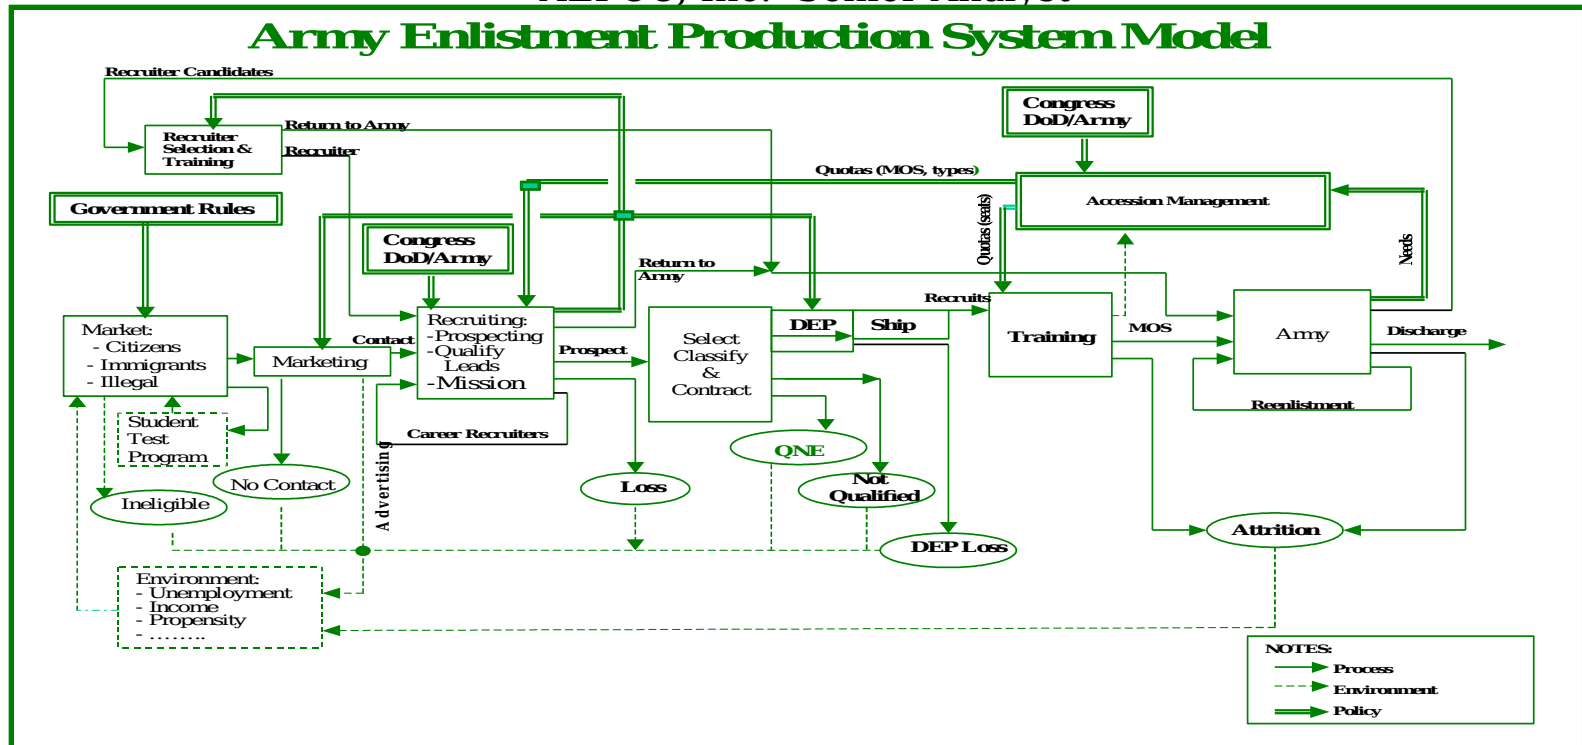 Army Enlistment Production System Model
Recruiter Candidates
Congress
DoD/Army
Return to Army
Recruiter
Selection &
Training
Recruiter
Quotas (MOS, types)
Government Rules
Accession Management
Quotas (seats)
Needs
Congress
DoD/Army
Return to
Army
Recruits
Market:
- Citizens
- Immigrants
- Illegal
Contact
Marketing
Recruiting:
-Prospecting
-Qualify
Leads
-Mission
Prospect
Select
Classify
&
Contract
DEP
Ship
Training
MOS
Army
Discharge
Reenlistment
Student
Test
Program
Career Recruiters
Advertising
QNE
No Contact
Ineligible
Loss
Not
Qualified
Attrition
DEP Loss
Environment:
- Unemployment
- Income
- Propensity
- ........
NOTES:
Process
Environment
Policy